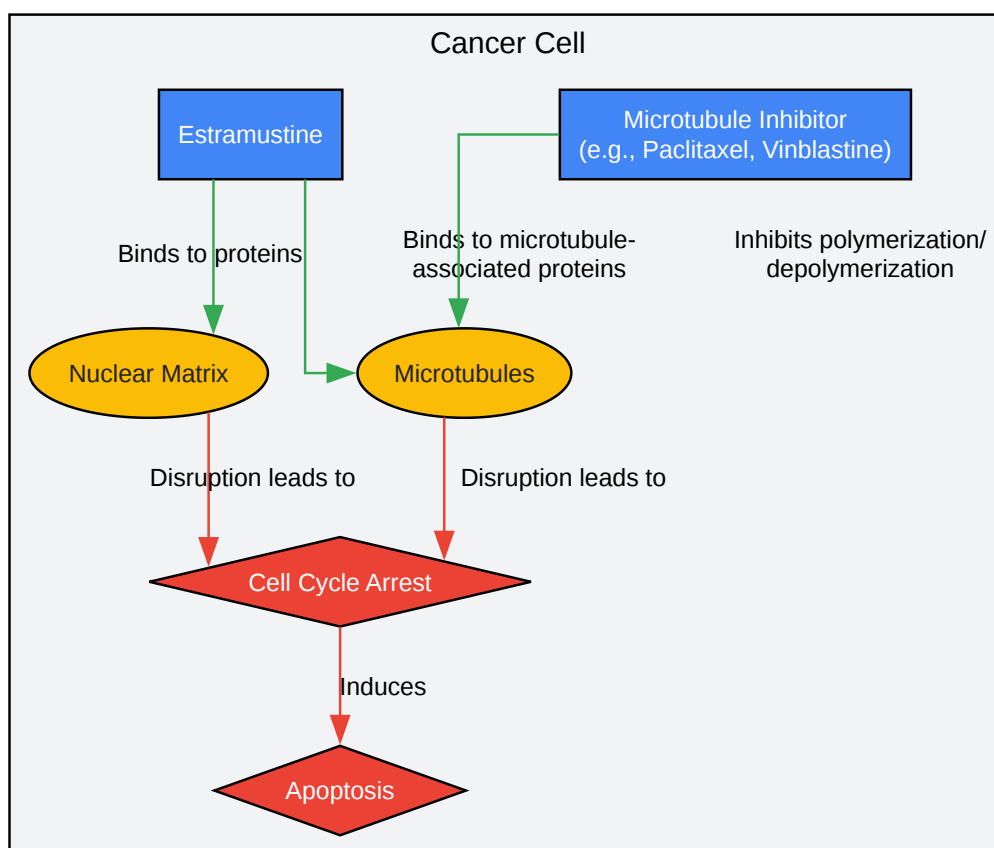 Cancer Cell
Estramustine
Microtubule Inhibitor
(e.g., Paclitaxel, Vinblastine)
Binds to proteins
Binds to microtubule-
associated proteins
Inhibits polymerization/
depolymerization
Nuclear Matrix
Microtubules
Disruption leads to
Disruption leads to
Cell Cycle Arrest
Induces
Apoptosis